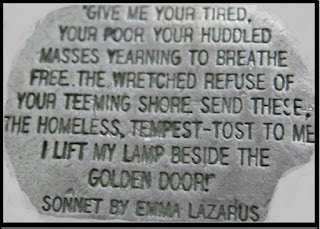 "GIVE ME YOUR TIRED,
YOUR POOR YOUR HUDDLED
MASSES YEARNING TO BREATHE
FREE. THE WRETCHED REFUSE OF
YOUR TEEMING SHORE. SEND THESE,
THE HOMELESS, TEMPEST-TOST TO ME
I LIFT MY LAMP BESIDE THE
GOLDEN DOOR!"
SONNET BY EMMA LAZARUS